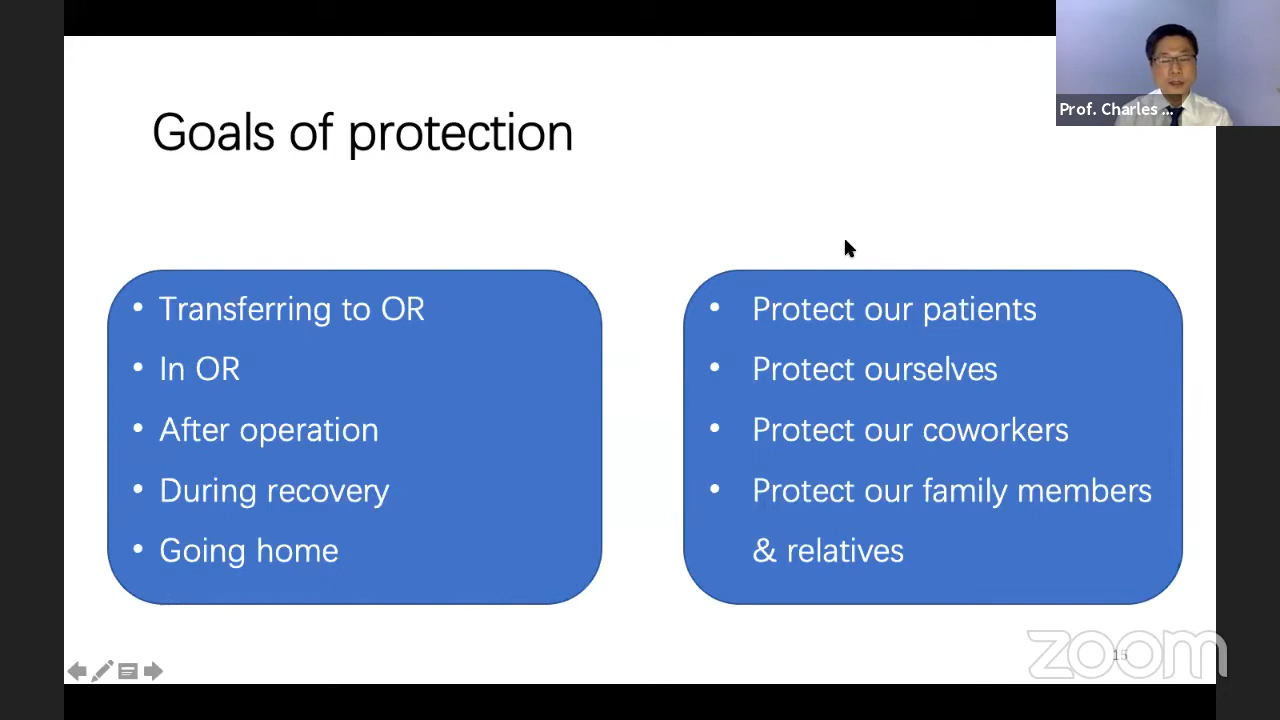 Prof. Charles ...
Goals of protection
• Transferring to OR
• In OR
• After operation
• During recovery
• Going home
• Protect our patients
• Protect ourselves
• Protect our coworkers
• Protect our family members
& relatives
15
zoom